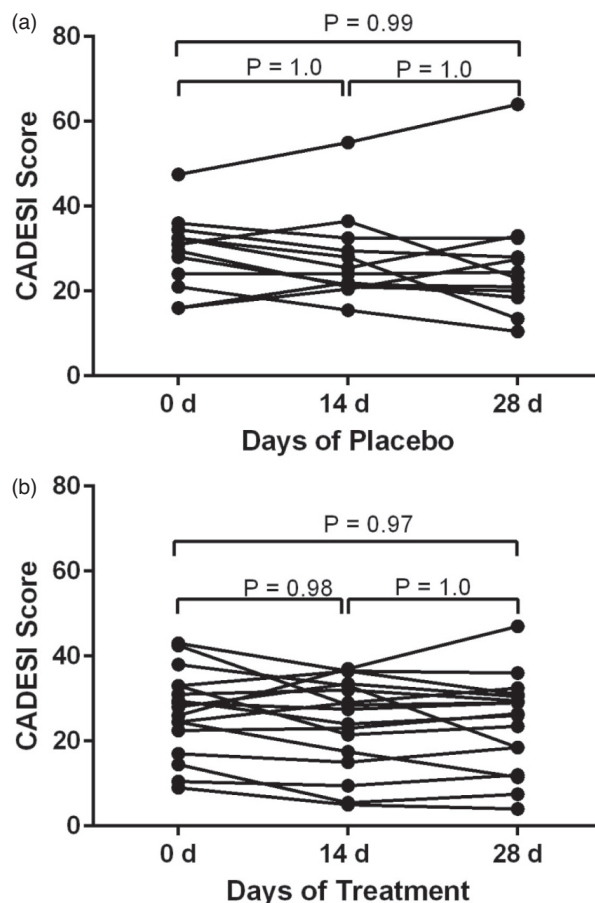 (a)
80
P = 0.99
P = 1.0
P = 1.0
60
40
20
0
CADESI Score
0 d
14 d
28 d
Days of Placebo
(b)
80
P = 0.97
P = 0.98
P = 1.0
60
40
20
0
CADESI Score
0 d
14 d
28 d
Days of Treatment